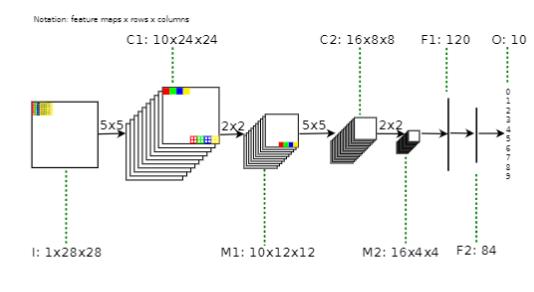 Notation: feature maps x rows x columns
C1: 10x24x24
C2: 16x8x8
F1: 120
O: 10
5x5
2x2
5x5
2x2
0
1
2
3
4
5
6
7
8
9
I: 1x28x28
M1: 10x12x12
M2: 16x4x4
F2: 84